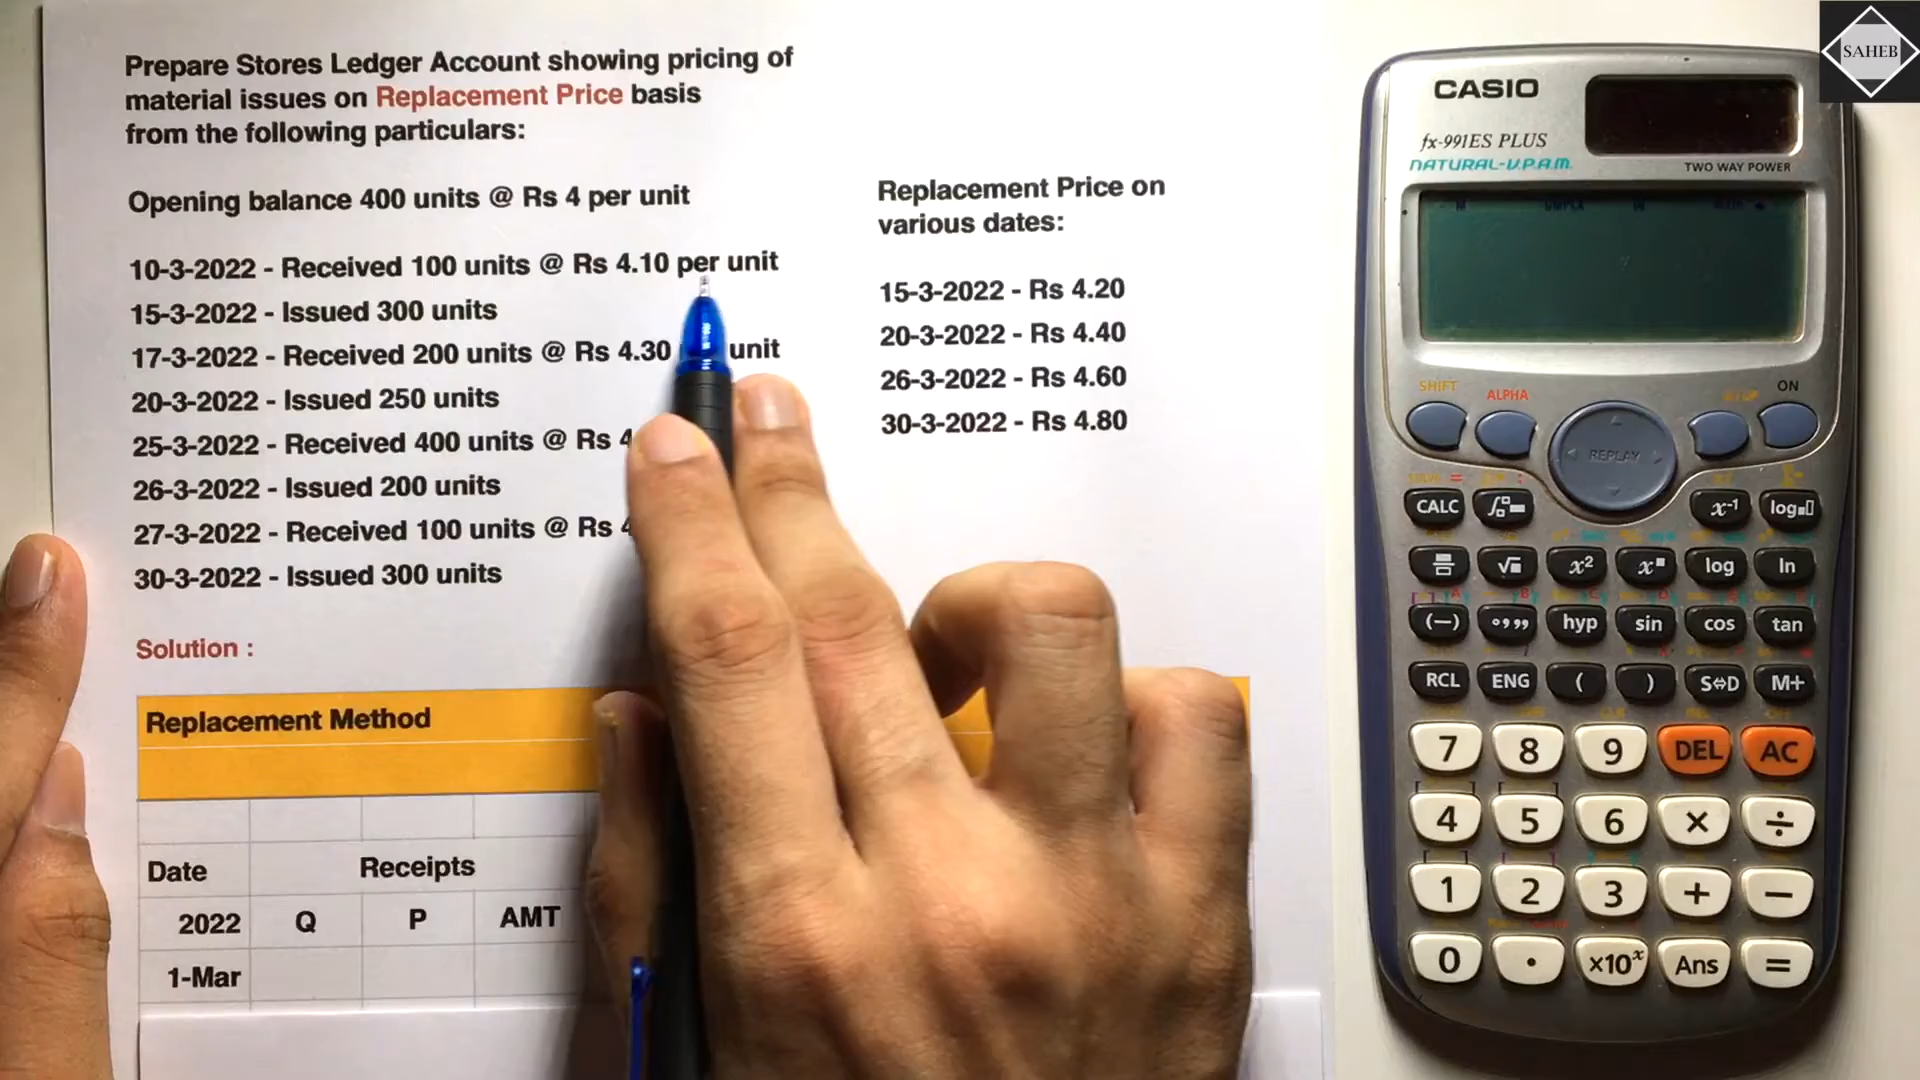 Prepare Stores Ledger Account showing pricing of
material issues on Replacement Price basis
from the following particulars:
Opening balance 400 units @ Rs 4 per unit
10-3-2022 - Received 100 units @ Rs 4.10 per unit
15-3-2022 - Issued 300 units
17-3-2022 - Received 200 units @ Rs 4.30 unit
20-3-2022 - Issued 250 units
25-3-2022 - Received 400 units @ Rs 4
26-3-2022 - Issued 200 units
27-3-2022 - Received 100 units @ Rs 4
30-3-2022 - Issued 300 units
Replacement Price on
various dates:
15-3-2022 - Rs 4.20
20-3-2022 - Rs 4.40
26-3-2022 - Rs 4.60
30-3-2022 - Rs 4.80
Solution :
Replacement Method
Date Receipts
2022 Q P AMT
1-Mar
SAHEB
CASIO
fx-991ES PLUS
NATURAL-V.P.A.M.
TWO WAY POWER
SHIFT ALPHA ON
REPLAY
CALC x⁻¹ log
√ x² x log ln
(−) hyp sin cos tan
RCL ENG ( ) S⇔D M+
7 8 9 DEL AC
4 5 6 × ÷
1 2 3 + −
0 . ×10ˣ Ans =